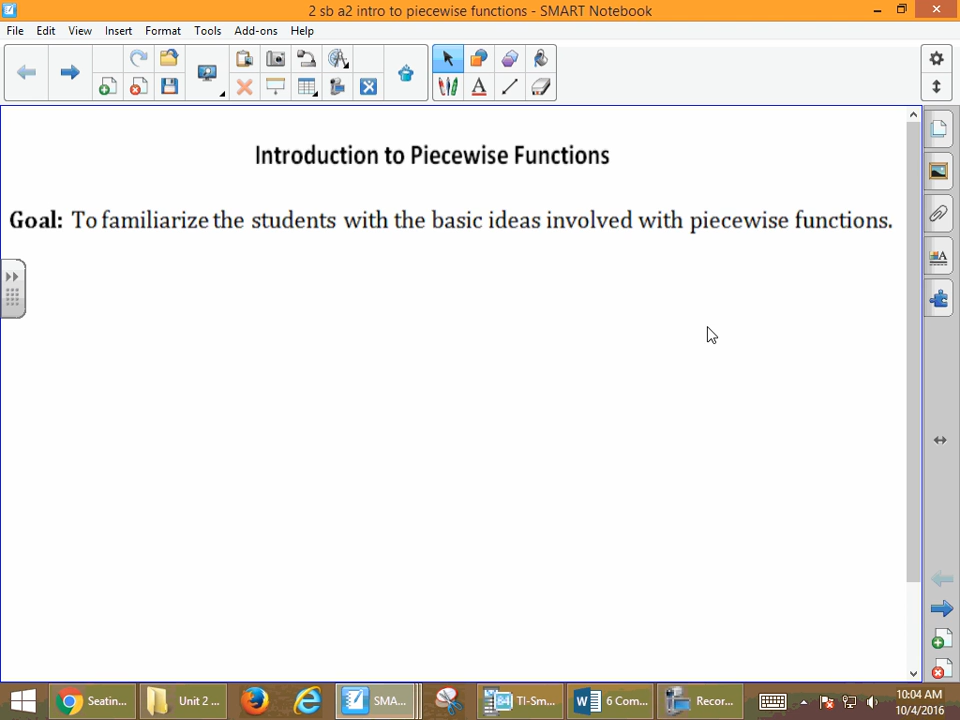 2 sb a2 intro to piecewise functions - SMART Notebook
File Edit View Insert Format Tools Add-ons Help
Introduction to Piecewise Functions
Goal: To familiarize the students with the basic ideas involved with piecewise functions.
Seatin... Unit 2 ... SMA... TI-Sm... 6 Com... Recor... 10:04 AM
10/4/2016